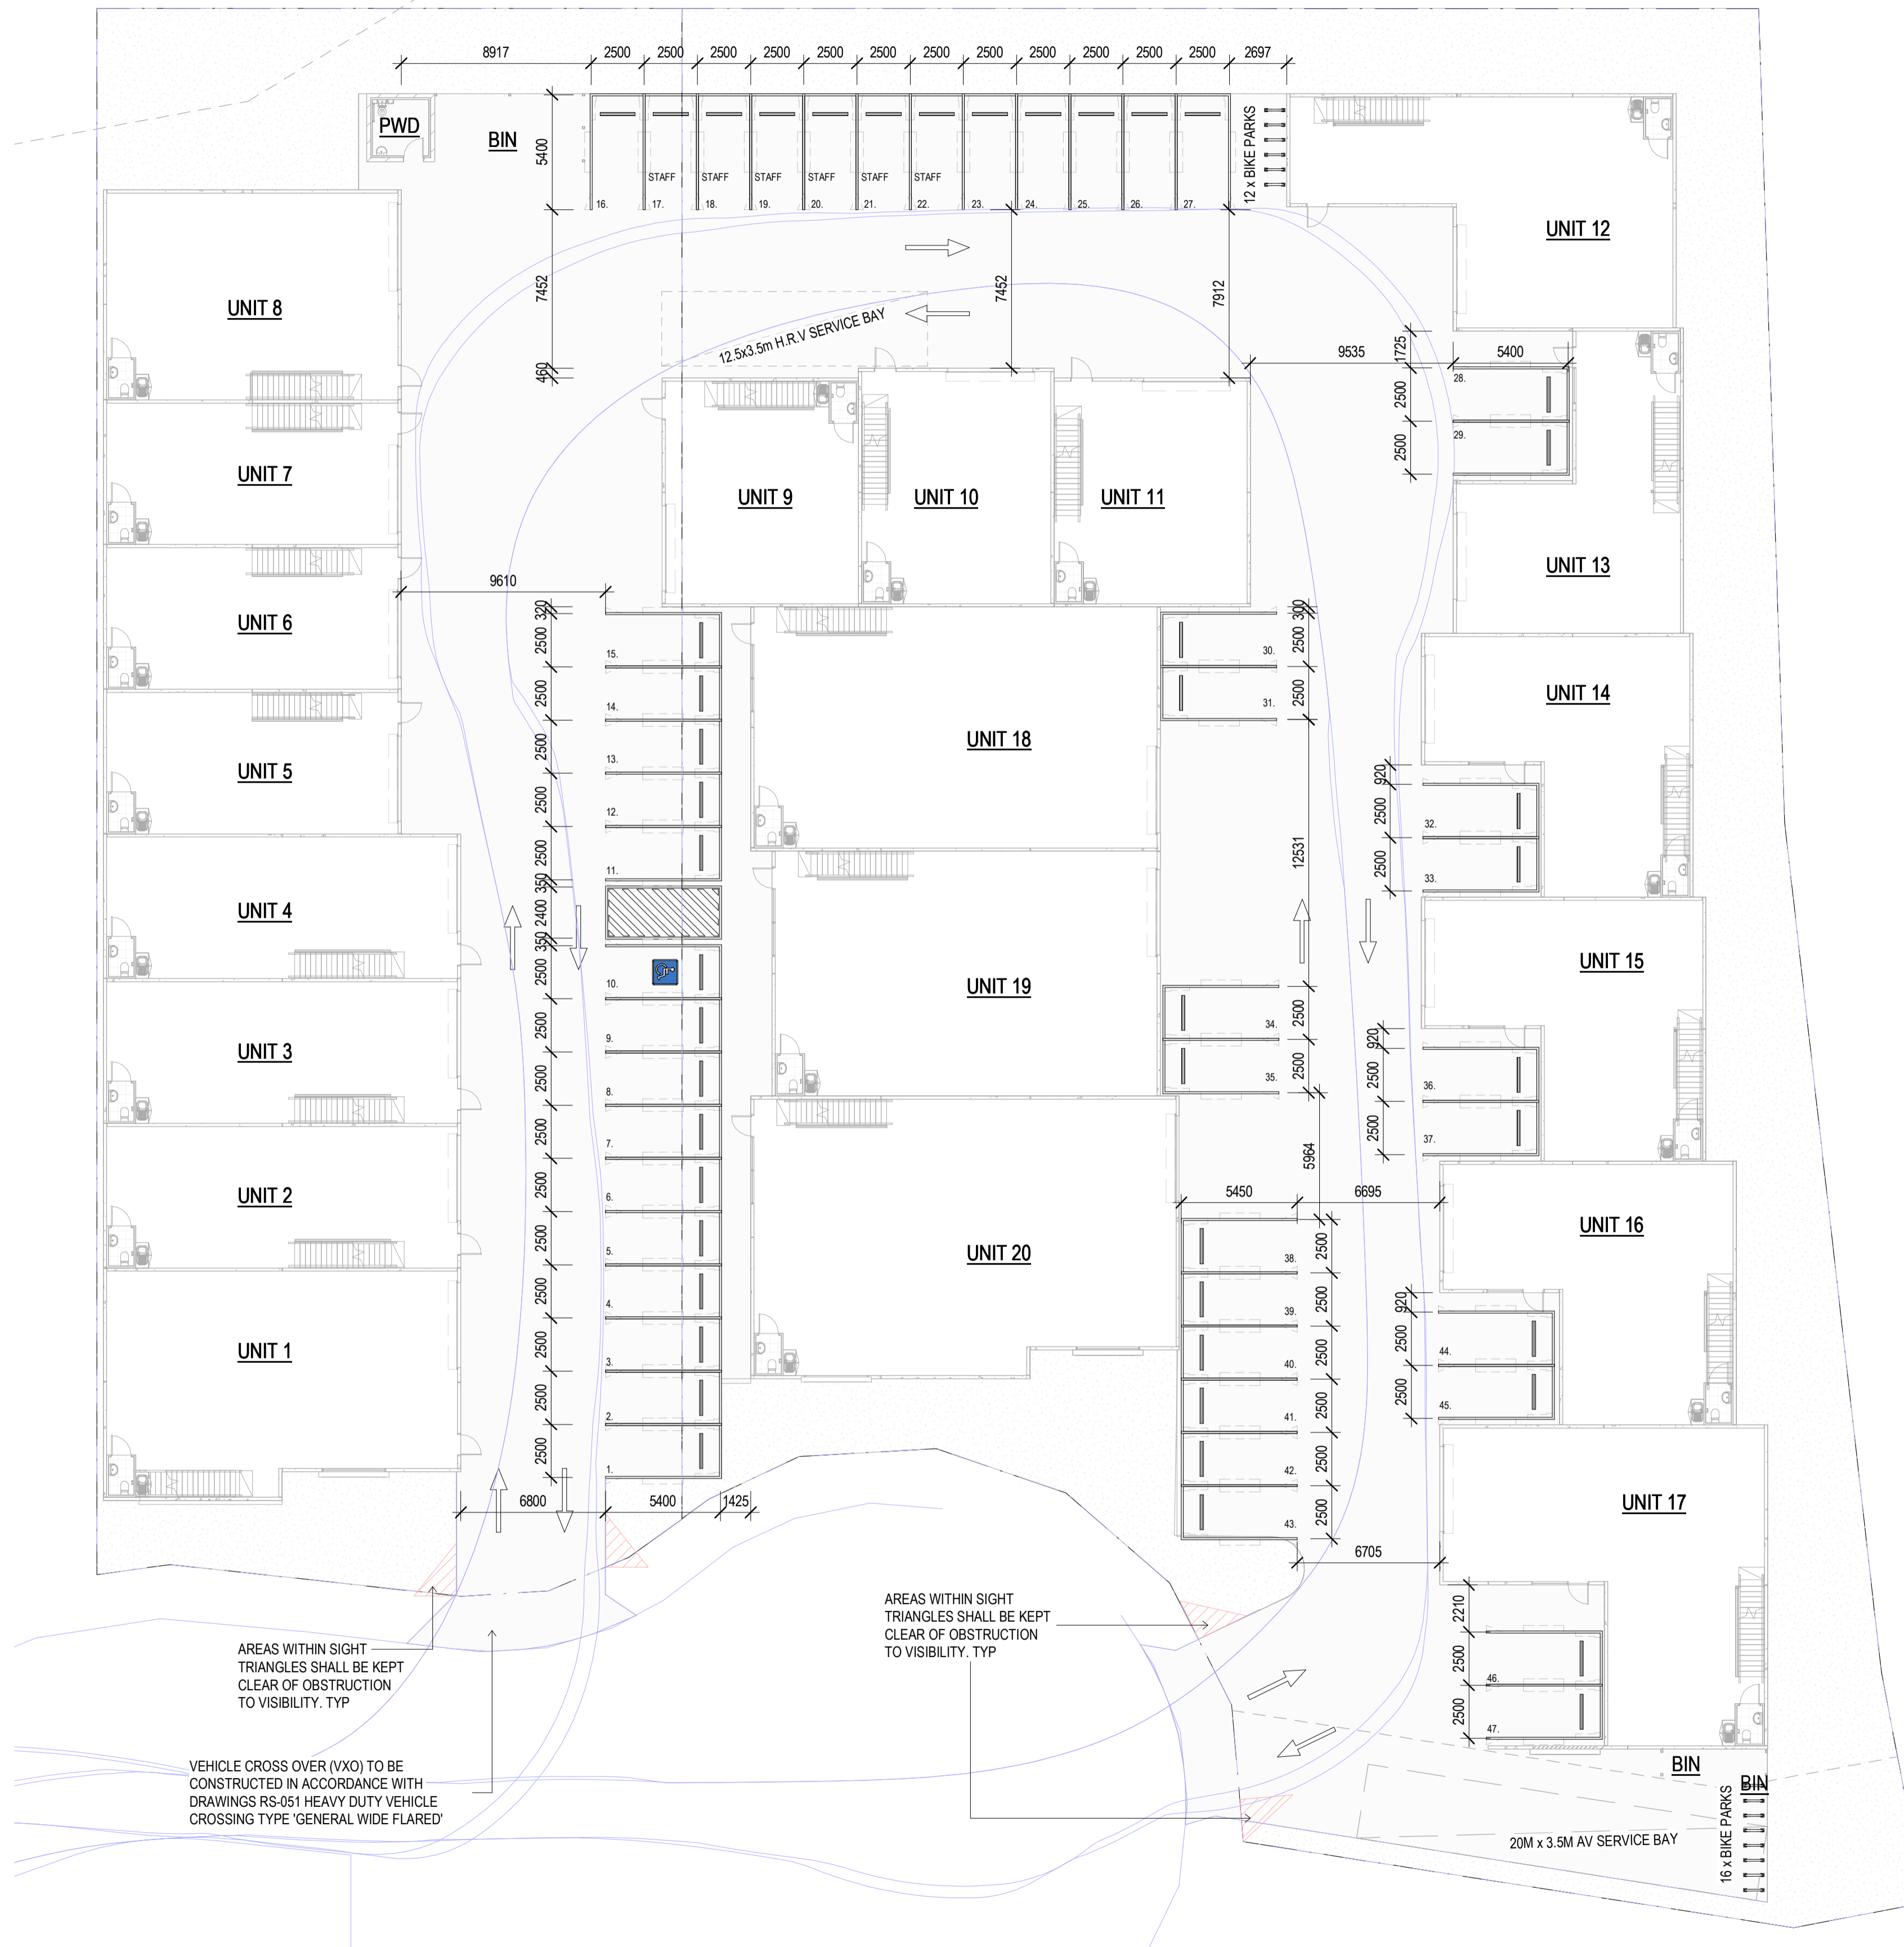 8917 2500 2500 2500 2500 2500 2500 2500 2500 2500 2500 2500 2500 2697
PWD
BIN
5400
STAFF STAFF STAFF STAFF STAFF STAFF
16. 17. 18. 19. 20. 21. 22. 23. 24. 25. 26. 27.
12 x BIKE PARKS
UNIT 12
7452
7452
7912
460
12.5x3.5m H.R.V SERVICE BAY
UNIT 8
9535
1725
5400
28.
2500
29.
2500
UNIT 7
UNIT 9
UNIT 10
UNIT 11
UNIT 13
UNIT 6
9610
320
2500
15.
2500
14.
2500
13.
2500
12.
2500
11.
350
2400
350
2500
10.
2500
9.
2500
8.
2500
7.
2500
6.
2500
5.
2500
4.
2500
3.
2500
2.
2500
1.
UNIT 5
UNIT 4
UNIT 3
UNIT 2
UNIT 1
UNIT 18
UNIT 19
UNIT 20
300
2500
30.
2500
31.
12531
34.
2500
35.
2500
5964
5450
6695
38.
2500
39.
2500
40.
2500
41.
2500
42.
2500
43.
2500
6705
UNIT 14
920
2500
32.
2500
33.
UNIT 15
920
2500
36.
2500
37.
UNIT 16
920
2500
44.
2500
45.
UNIT 17
2210
2500
46.
2500
47.
6800 5400 1425
AREAS WITHIN SIGHT
TRIANGLES SHALL BE KEPT
CLEAR OF OBSTRUCTION
TO VISIBILITY. TYP
AREAS WITHIN SIGHT
TRIANGLES SHALL BE KEPT
CLEAR OF OBSTRUCTION
TO VISIBILITY. TYP
VEHICLE CROSS OVER (VXO) TO BE
CONSTRUCTED IN ACCORDANCE WITH
DRAWINGS RS-051 HEAVY DUTY VEHICLE
CROSSING TYPE 'GENERAL WIDE FLARED'
BIN
BIN
16 x BIKE PARKS
20M x 3.5M AV SERVICE BAY